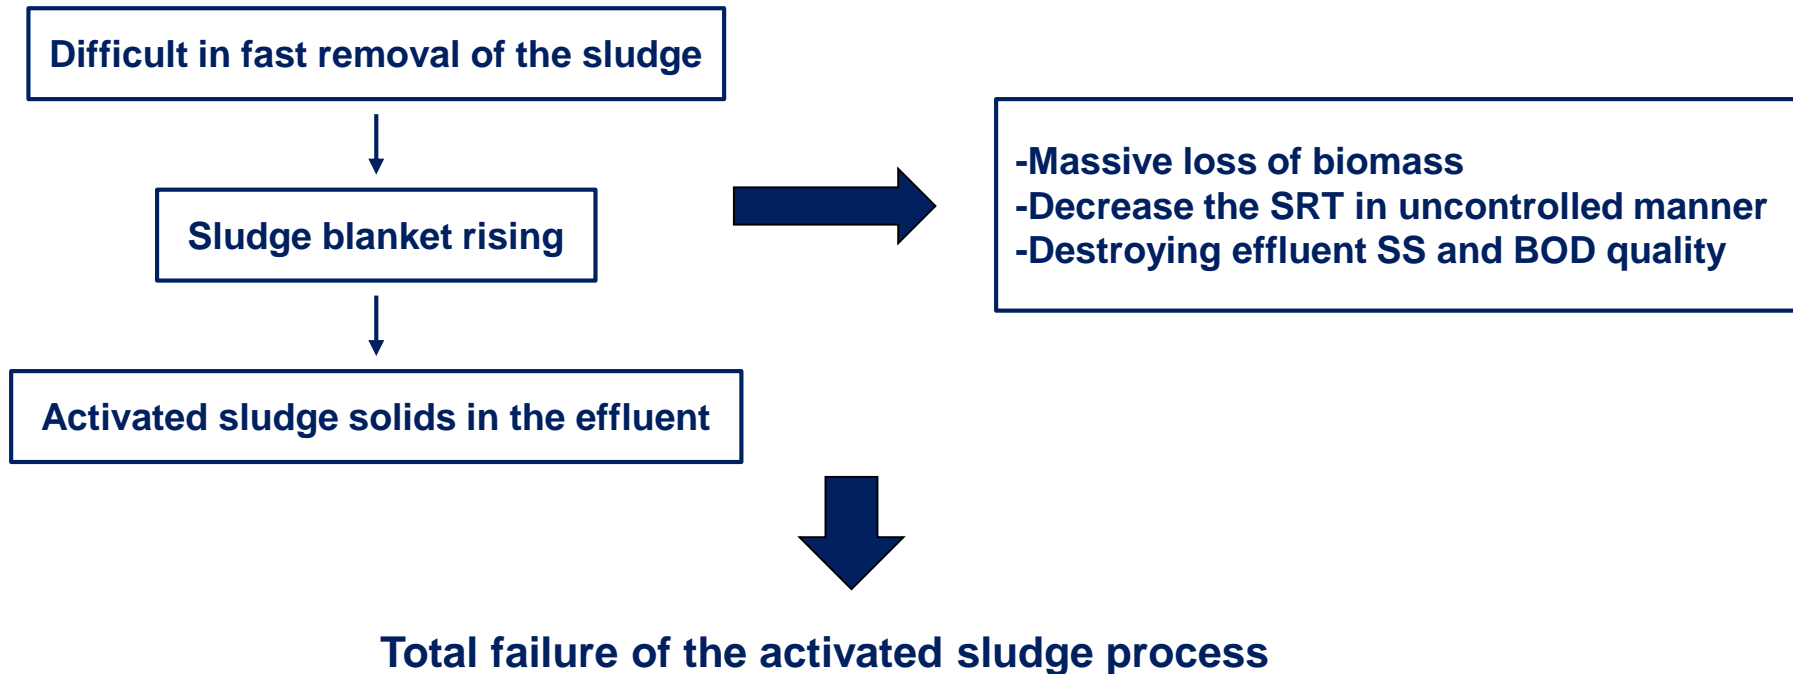 Difficult in fast removal of the sludge
Sludge blanket rising
Activated sludge solids in the effluent
-Massive loss of biomass
-Decrease the SRT in uncontrolled manner
-Destroying effluent SS and BOD quality
Total failure of the activated sludge process